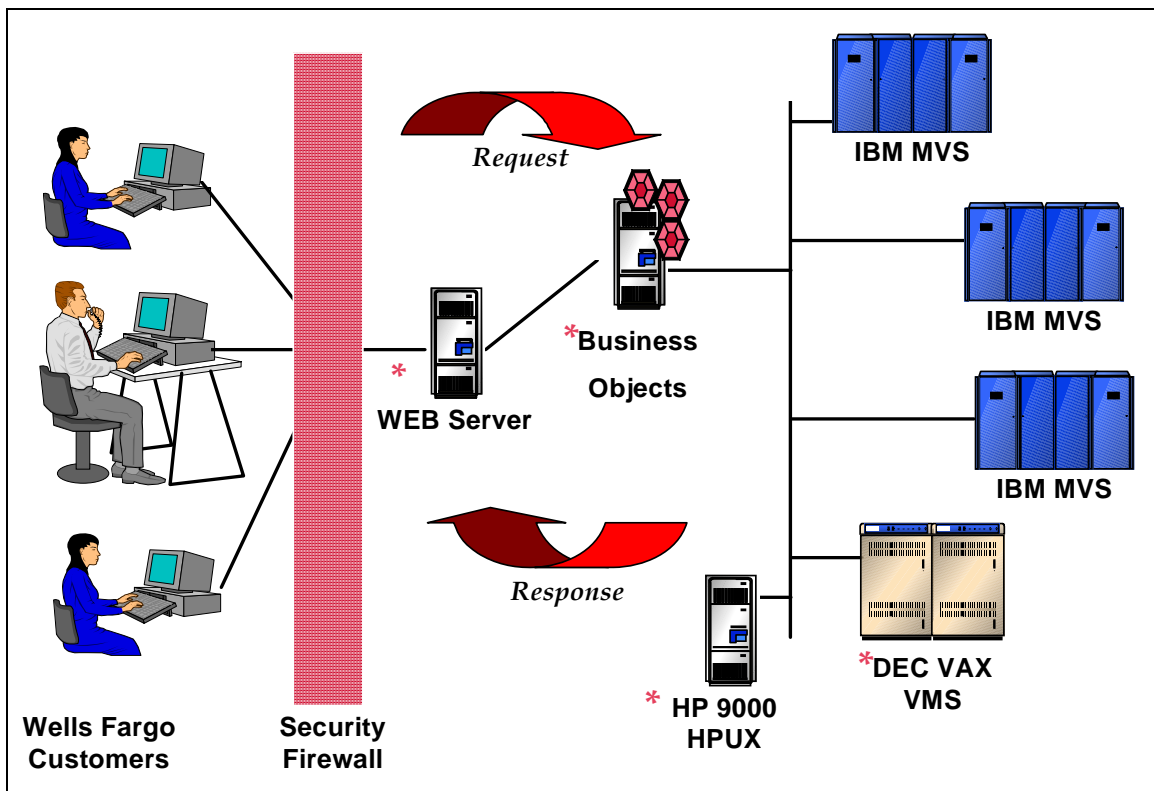 Request
IBM MVS
IBM MVS
*Business
Objects
*
WEB Server
IBM MVS
Response
*DEC VAX
VMS
* HP 9000
HPUX
Wells Fargo
Customers
Security
Firewall